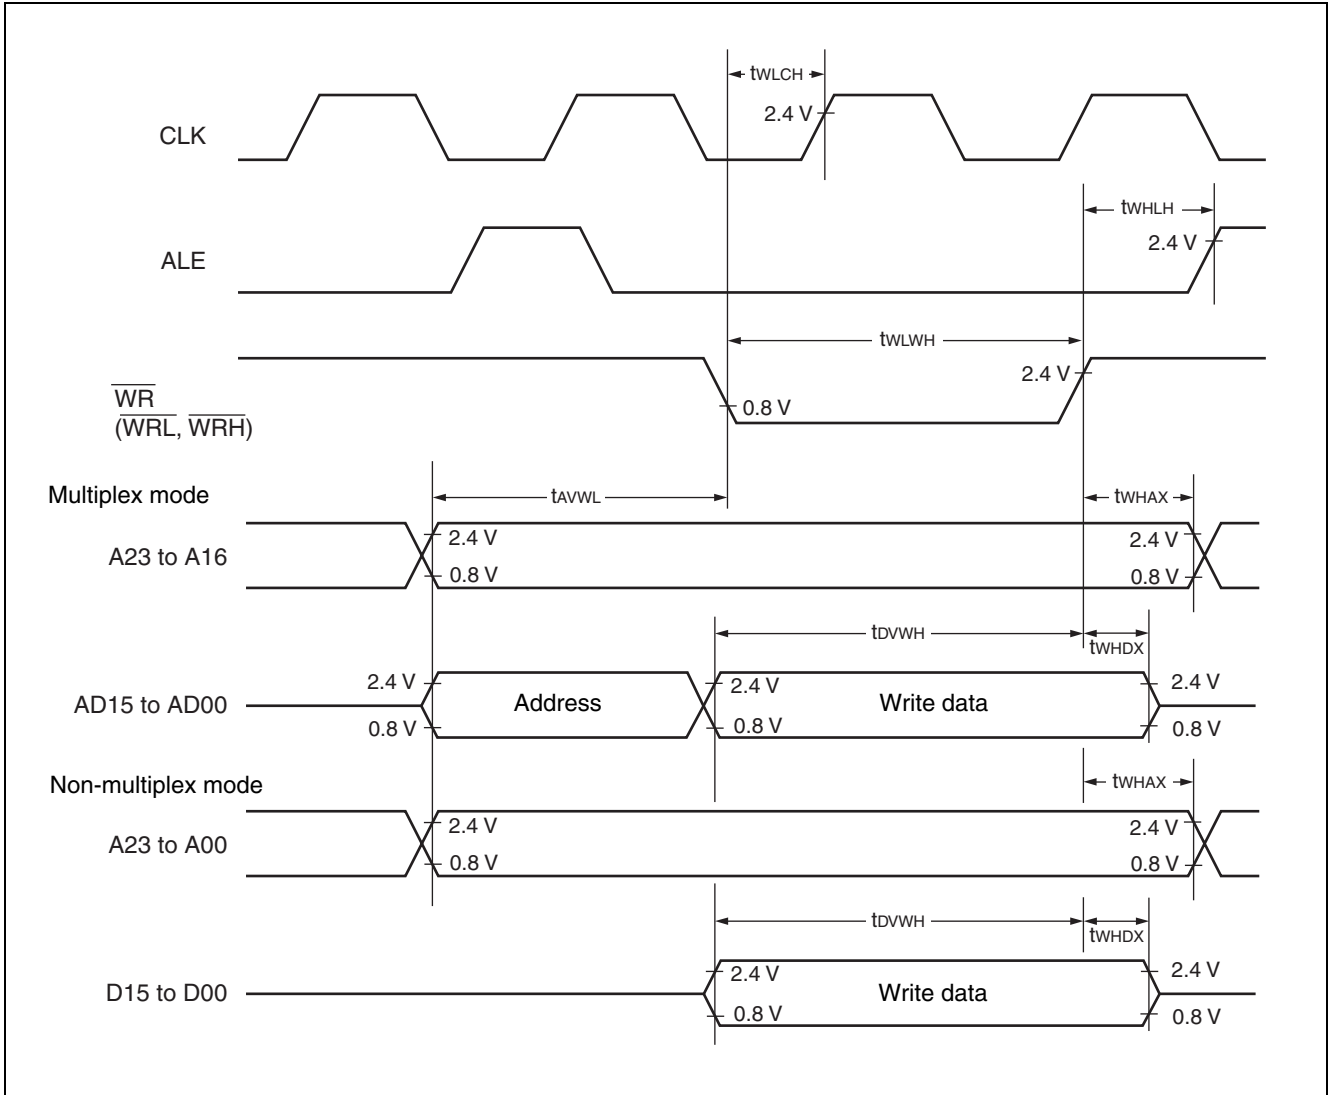 tWLCH
2.4 V
CLK
tWHLH
2.4 V
ALE
tWLWH
2.4 V
0.8 V
WR
(WRL, WRH)
Multiplex mode
tAVWL
tWHAX
2.4 V
2.4 V
A23 to A16
0.8 V
0.8 V
tDVWH
tWHDX
2.4 V
2.4 V
2.4 V
AD15 to AD00
Address
Write data
0.8 V
0.8 V
0.8 V
Non-multiplex mode
tWHAX
2.4 V
2.4 V
A23 to A00
0.8 V
0.8 V
tDVWH
tWHDX
2.4 V
2.4 V
D15 to D00
Write data
0.8 V
0.8 V